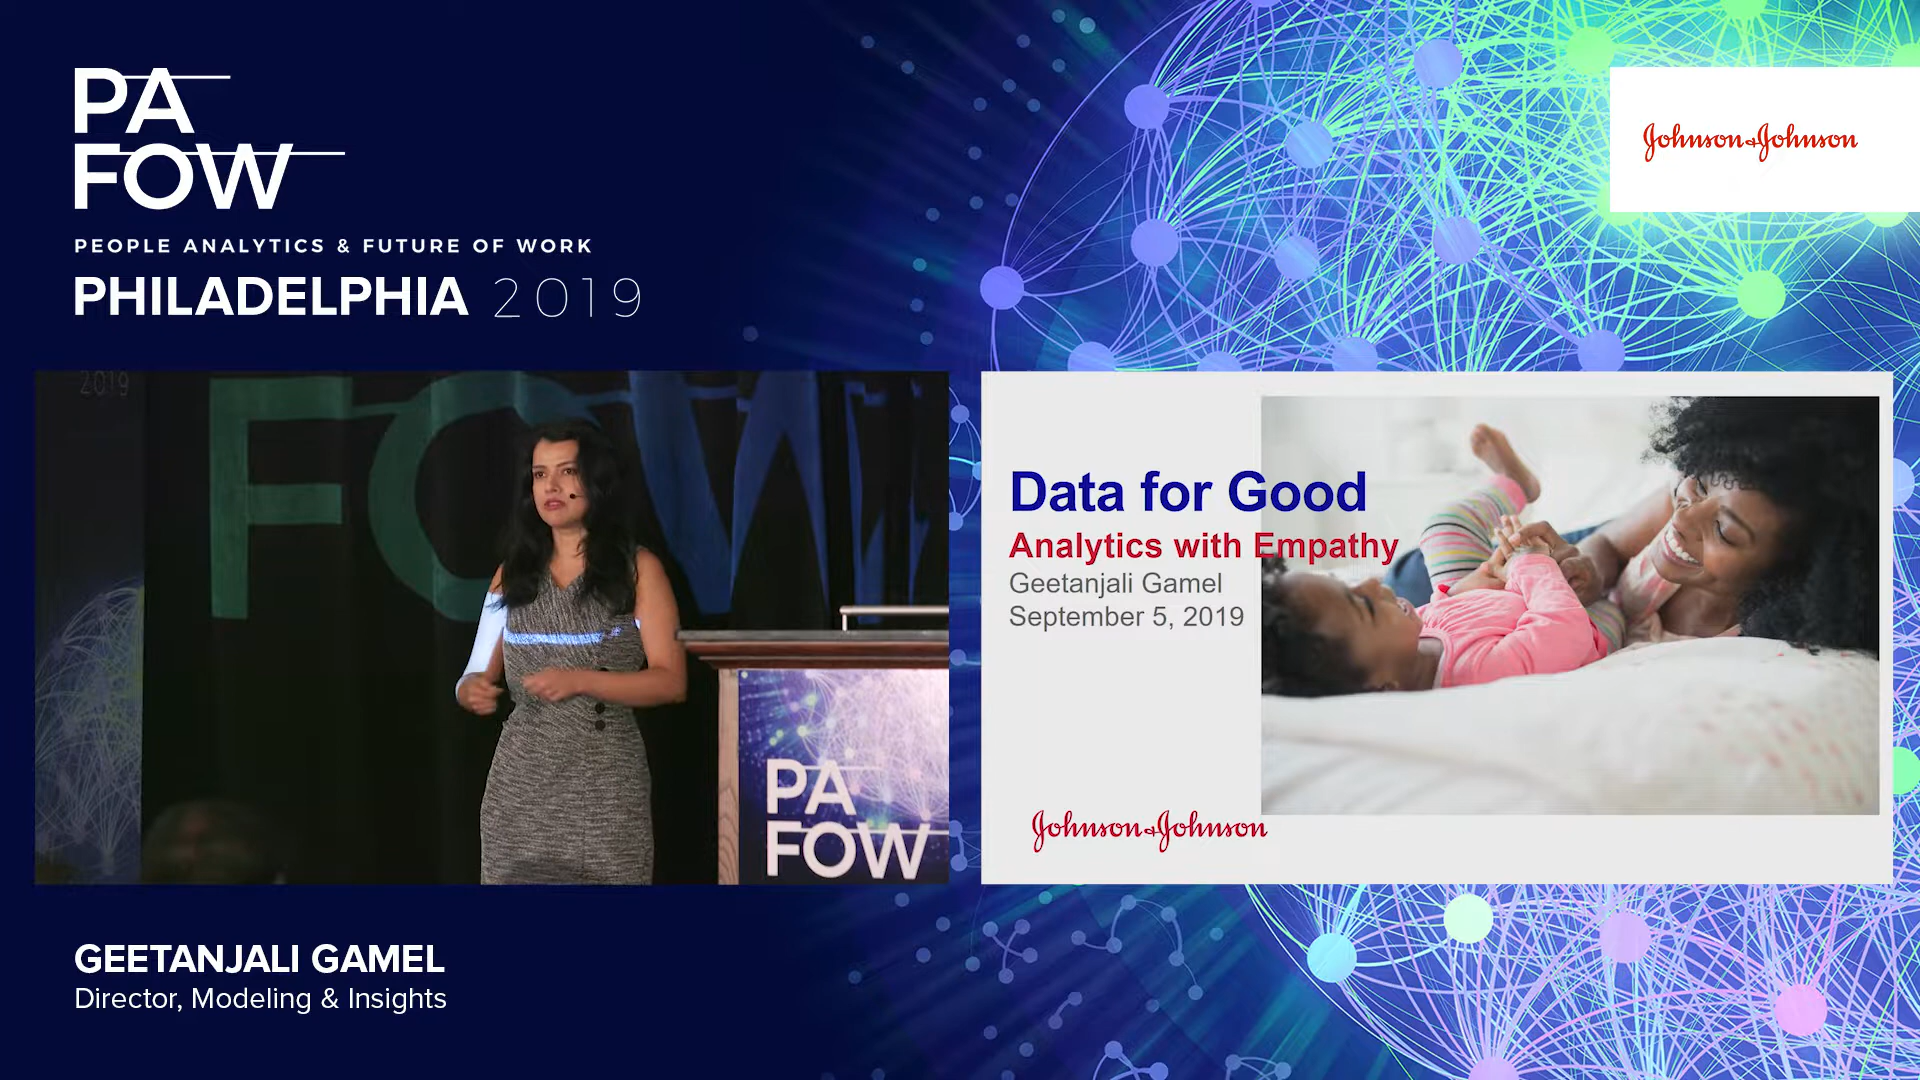 PA
FOW
PEOPLE ANALYTICS & FUTURE OF WORK
PHILADELPHIA 2019
Johnson & Johnson
2019
FOW
PA
FOW
Data for Good
Analytics with Empathy
Geetanjali Gamel
September 5, 2019
Johnson & Johnson
GEETANJALI GAMEL
Director, Modeling & Insights